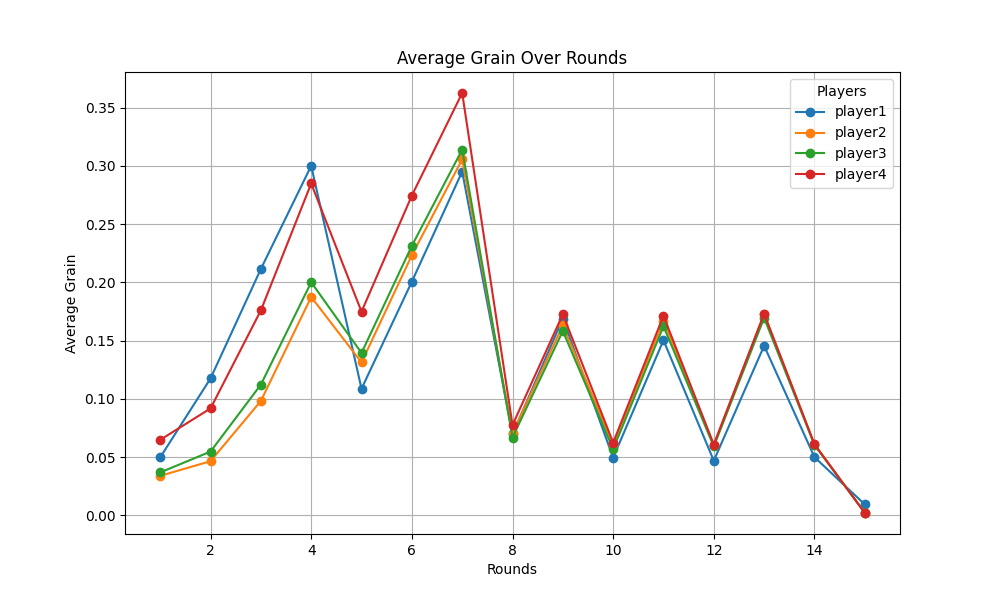 Average Grain Over Rounds
Players
player1
player2
player3
player4
0.35
0.30
0.25
0.20
0.15
0.10
0.05
0.00
Average Grain
2 4 6 8 10 12 14
Rounds